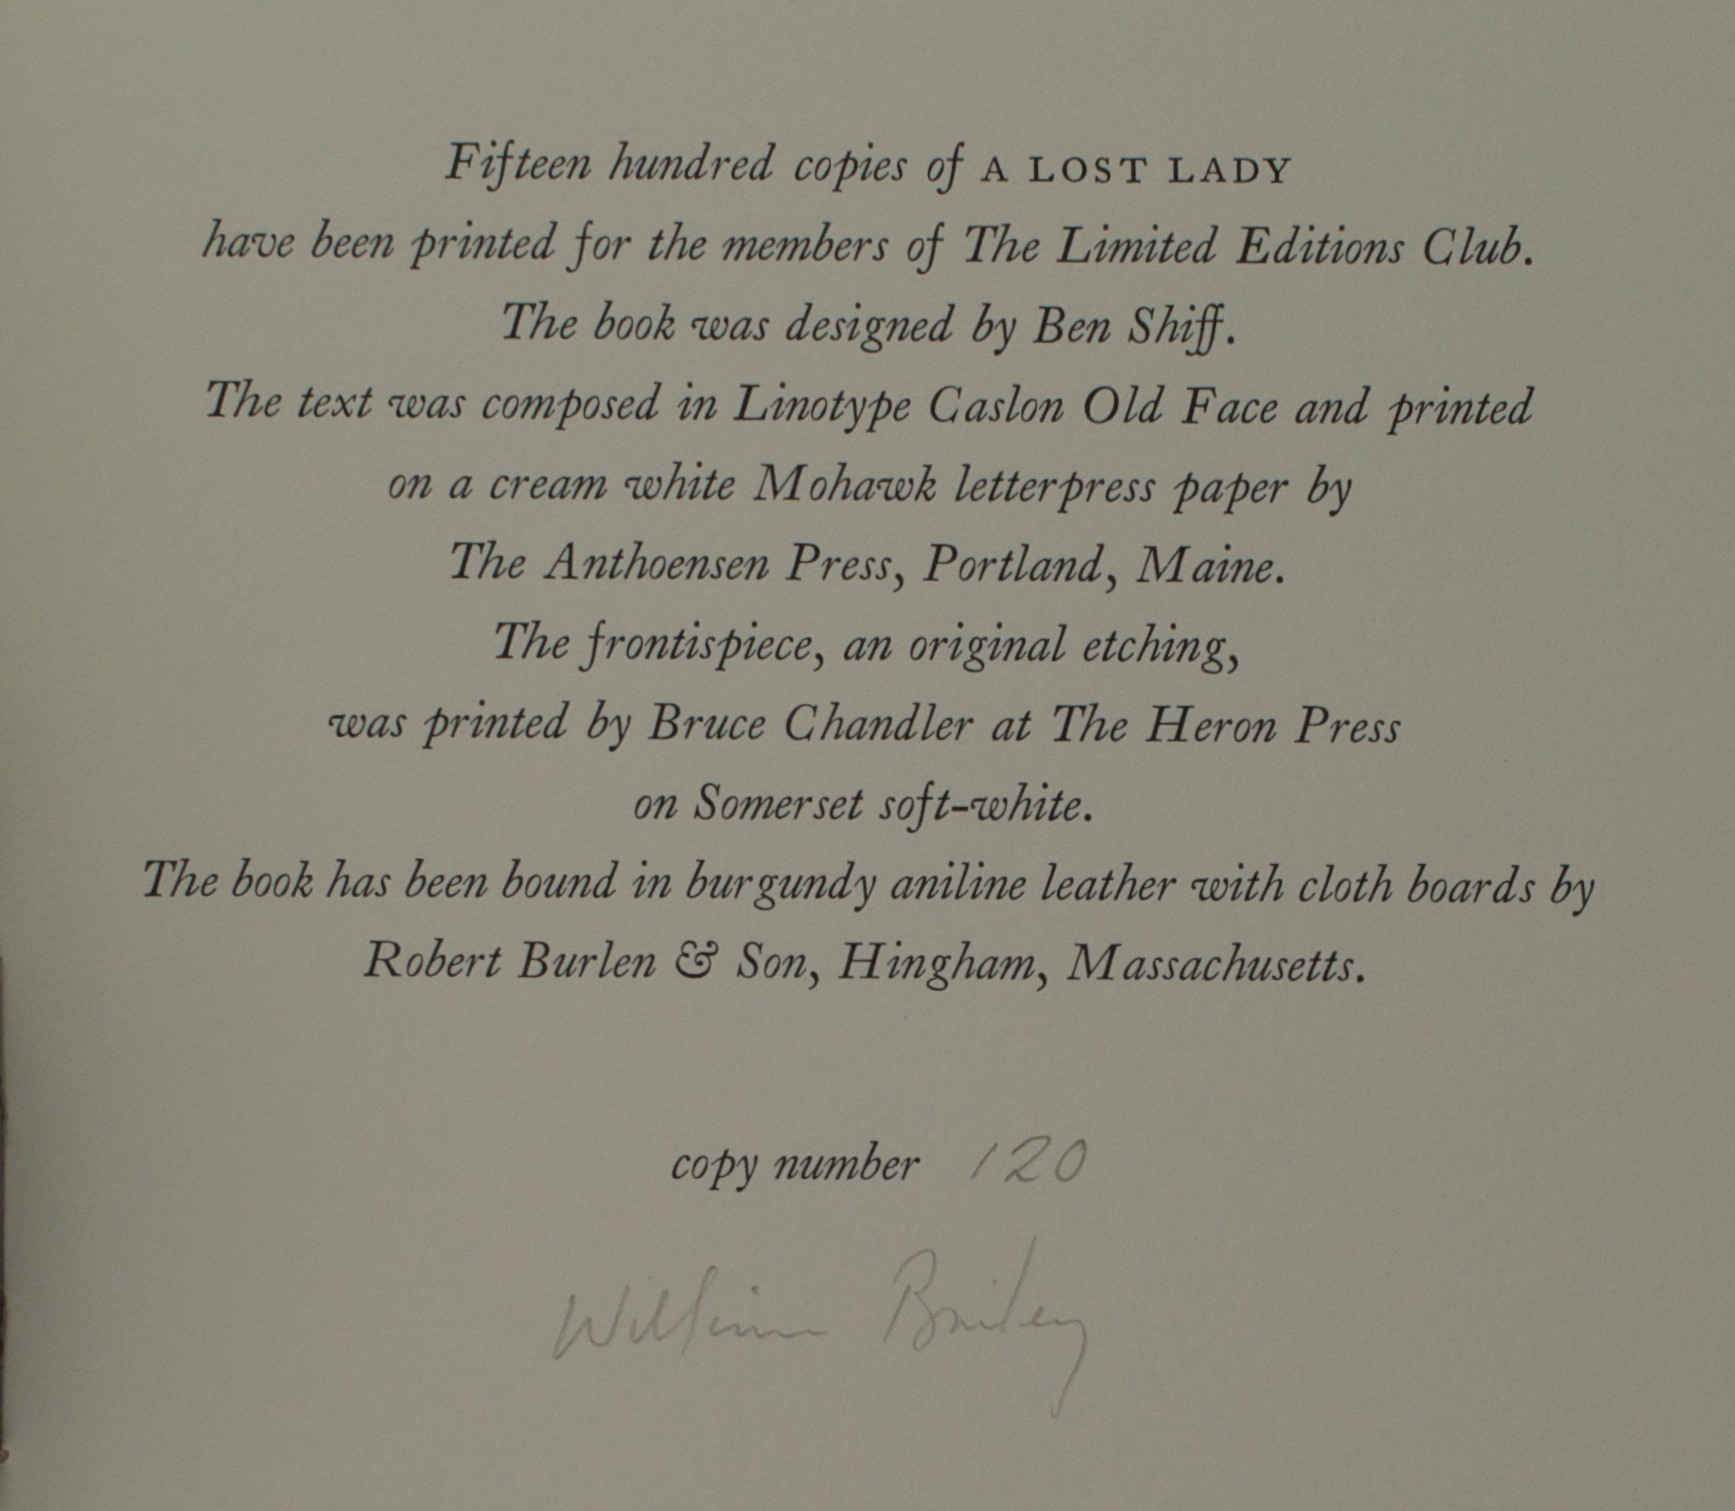 Fifteen hundred copies of A LOST LADY
have been printed for the members of The Limited Editions Club.
The book was designed by Ben Shiff.
The text was composed in Linotype Caslon Old Face and printed
on a cream white Mohawk letterpress paper by
The Anthoensen Press, Portland, Maine.
The frontispiece, an original etching,
was printed by Bruce Chandler at The Heron Press
on Somerset soft-white.
The book has been bound in burgundy aniline leather with cloth boards by
Robert Burlen & Son, Hingham, Massachusetts.
copy number 120
William Bailey